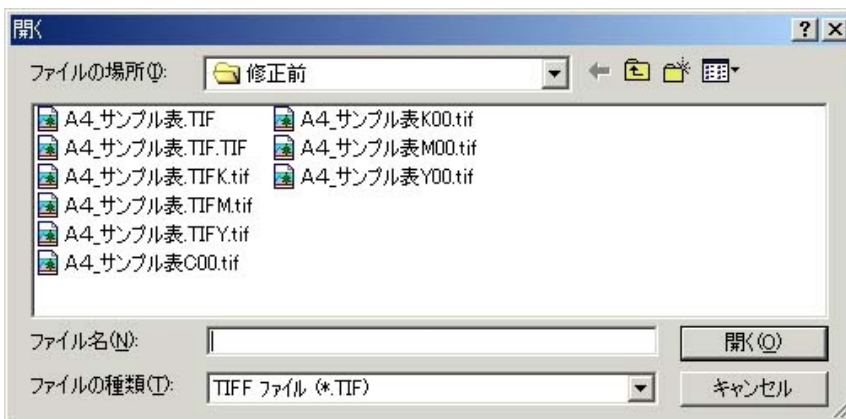 開く
ファイルの場所(I):
修正前
A4_サンプル表.TIF
A4_サンプル表.TIF.TIF
A4_サンプル表.TIFK.tif
A4_サンプル表.TIFM.tif
A4_サンプル表.TIFY.tif
A4_サンプル表C00.tif
A4_サンプル表K00.tif
A4_サンプル表M00.tif
A4_サンプル表Y00.tif
ファイル名(N):
開く(O)
ファイルの種類(T):
TIFF ファイル (*.TIF)
キャンセル